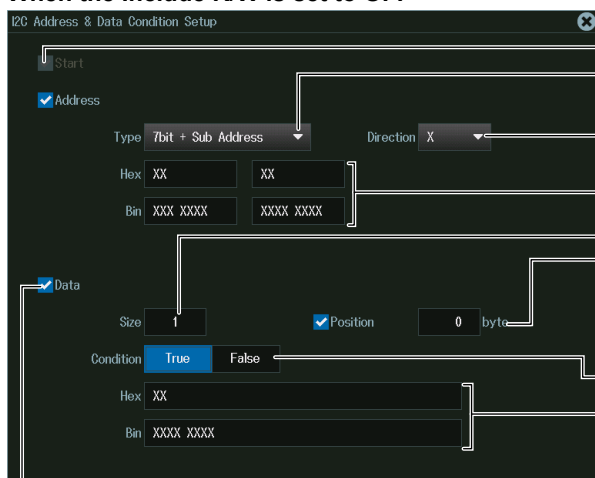 When the Include R/W is set to OFF
I2C Address & Data Condition Setup
Start
Address
Type 7bit + Sub Address Direction X
Hex XX XX
Bin XXX XXXX XXXX XXXX
Data
Size 1 Position 0 byte
Condition True False
Hex XX
Bin XXXX XXXX